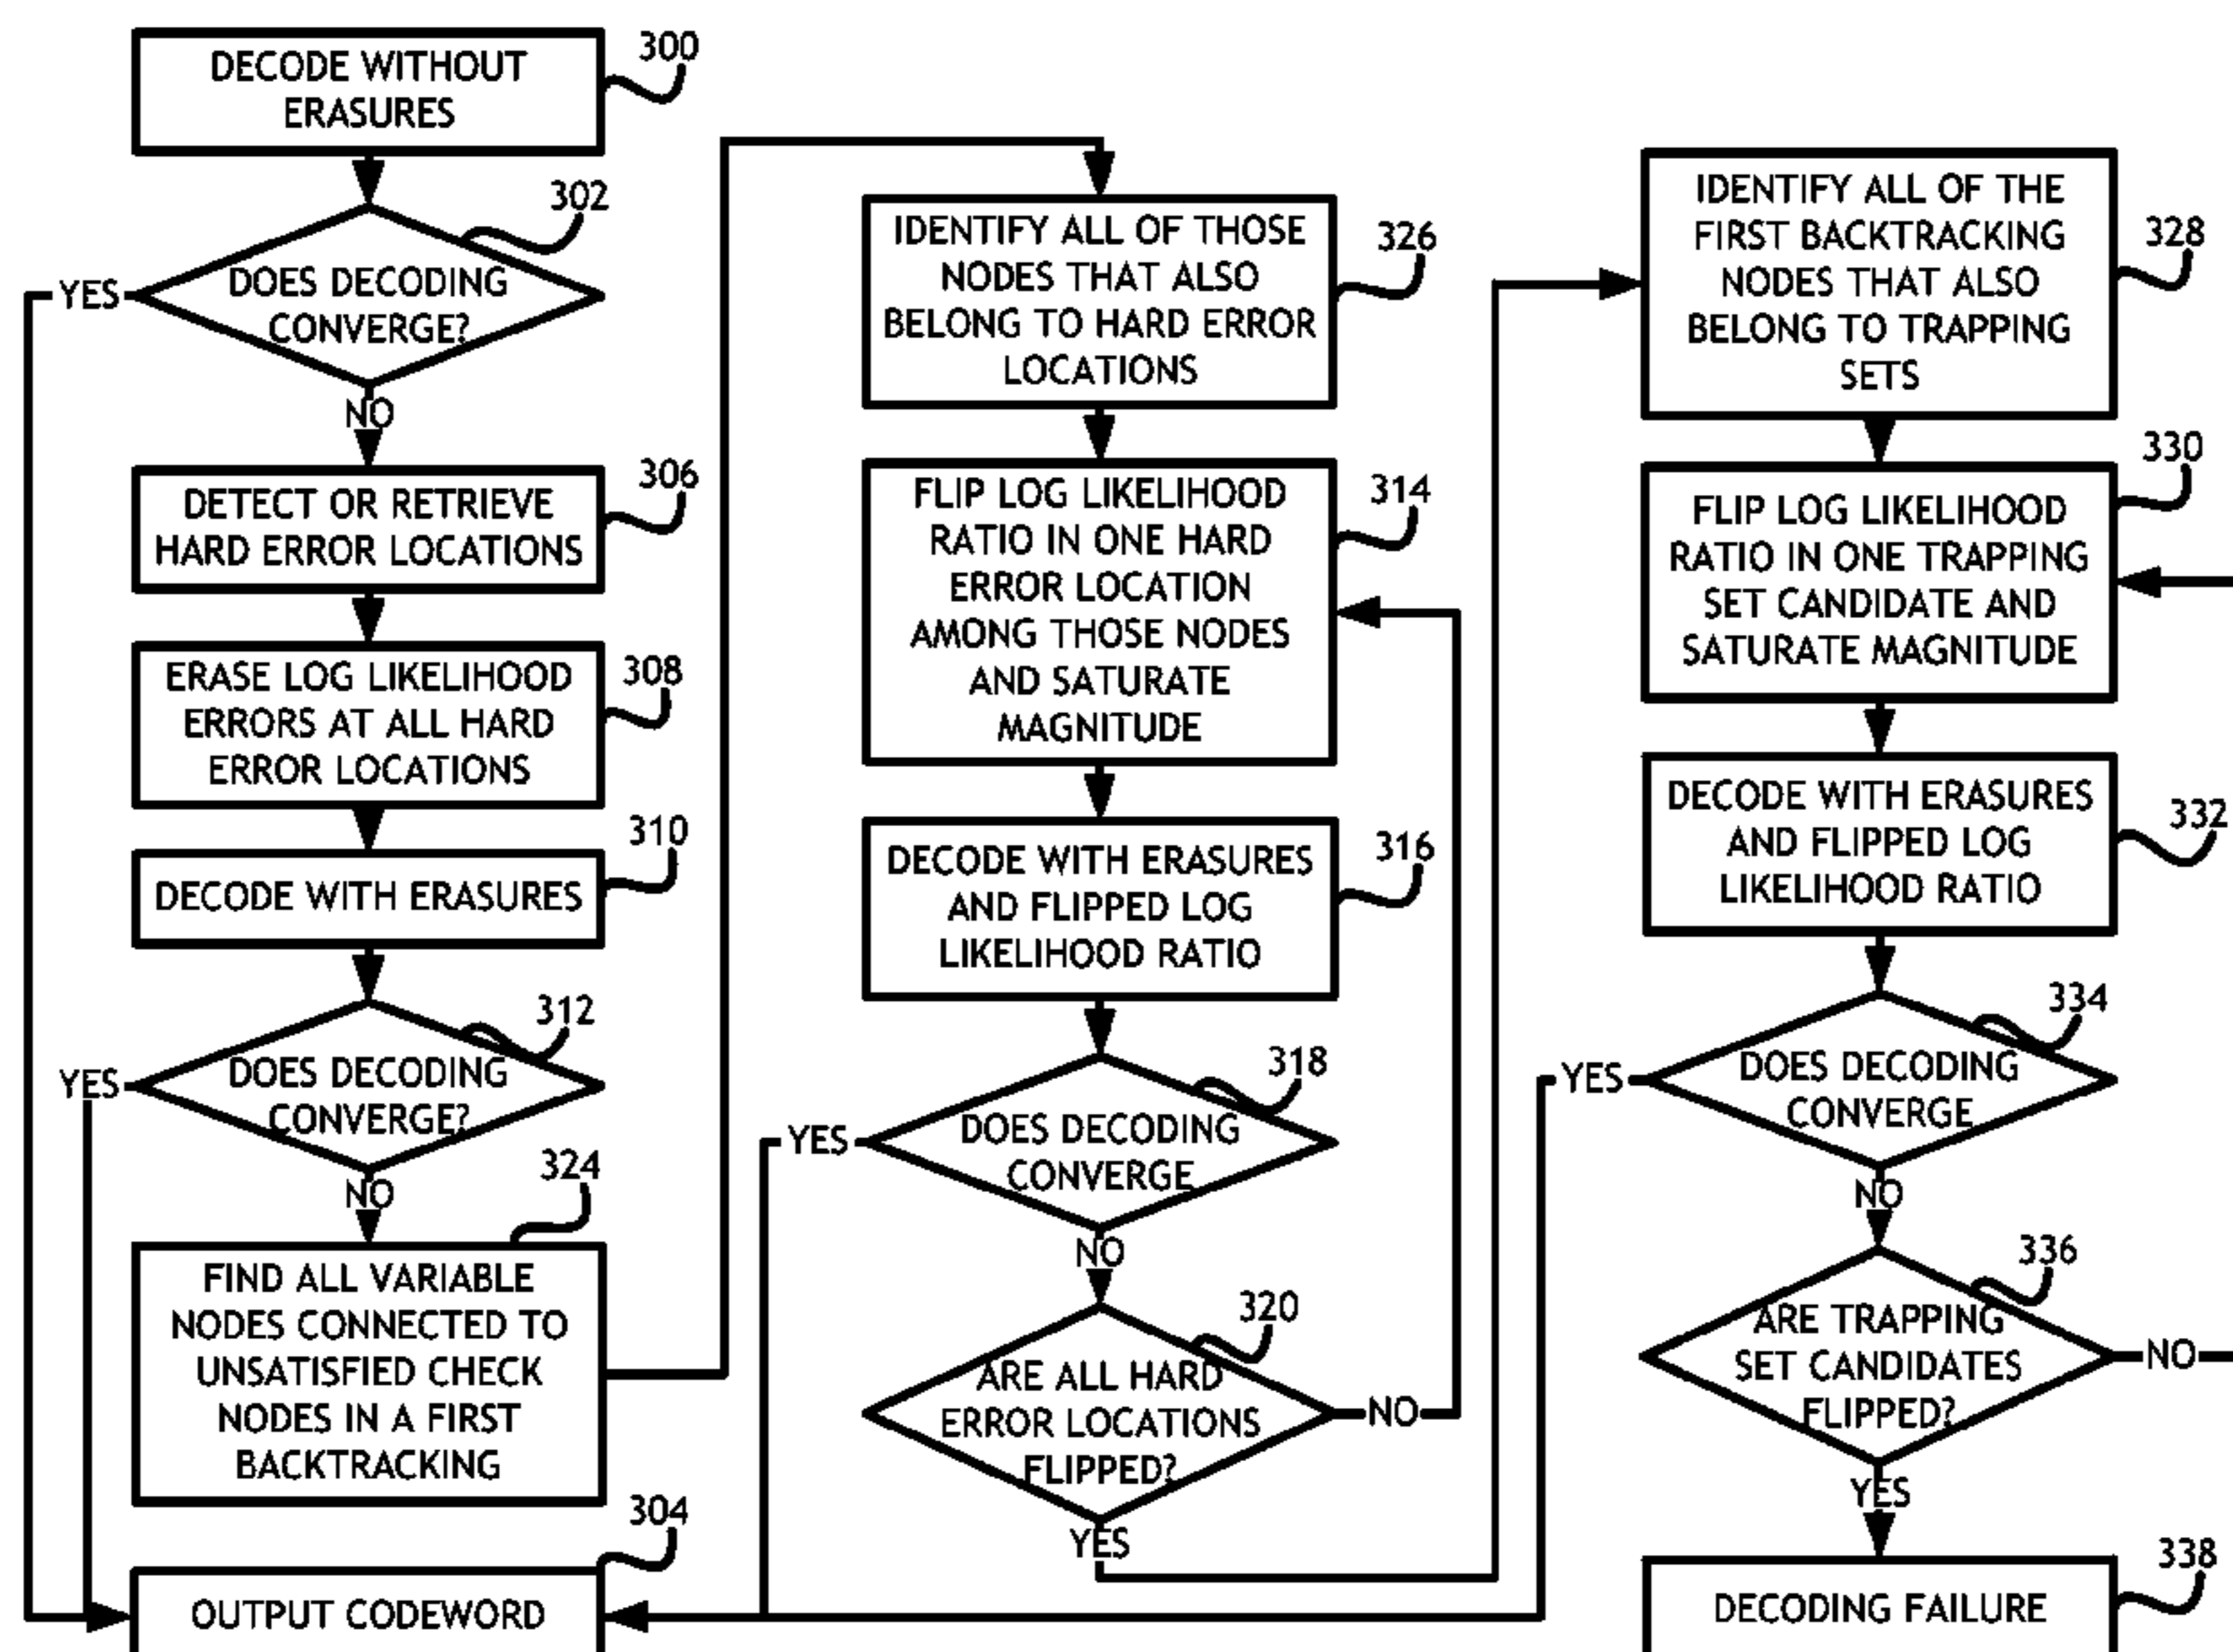 300
DECODE WITHOUT
ERASURES
302
DOES DECODING
CONVERGE?
YES
NO
306
DETECT OR RETRIEVE
HARD ERROR LOCATIONS
308
ERASE LOG LIKELIHOOD
ERRORS AT ALL HARD
ERROR LOCATIONS
310
DECODE WITH ERASURES
312
DOES DECODING
CONVERGE?
YES
NO
324
FIND ALL VARIABLE
NODES CONNECTED TO
UNSATISFIED CHECK
NODES IN A FIRST
BACKTRACKING
304
OUTPUT CODEWORD
326
IDENTIFY ALL OF THOSE
NODES THAT ALSO
BELONG TO HARD ERROR
LOCATIONS
314
FLIP LOG LIKELIHOOD
RATIO IN ONE HARD
ERROR LOCATION
AMONG THOSE NODES
AND SATURATE
MAGNITUDE
316
DECODE WITH ERASURES
AND FLIPPED LOG
LIKELIHOOD RATIO
318
DOES DECODING
CONVERGE
YES
NO
320
ARE ALL HARD
ERROR LOCATIONS
FLIPPED?
NO
YES
328
IDENTIFY ALL OF THE
FIRST BACKTRACKING
NODES THAT ALSO
BELONG TO TRAPPING
SETS
330
FLIP LOG LIKELIHOOD
RATIO IN ONE TRAPPING
SET CANDIDATE AND
SATURATE MAGNITUDE
332
DECODE WITH ERASURES
AND FLIPPED LOG
LIKELIHOOD RATIO
334
DOES DECODING
CONVERGE
YES
NO
336
ARE TRAPPING
SET CANDIDATES
FLIPPED?
NO
YES
338
DECODING FAILURE